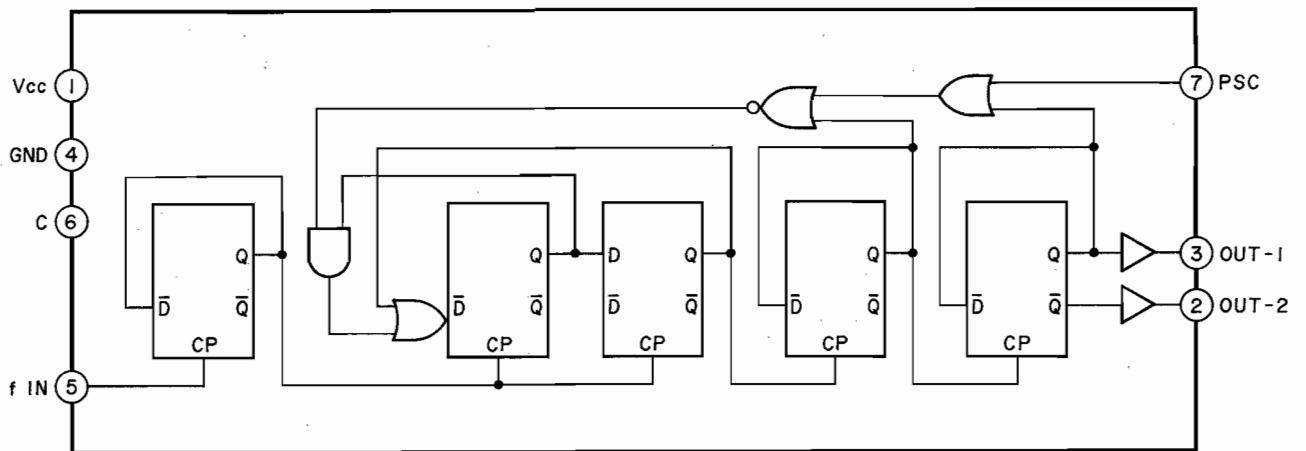 Vcc 1
GND 4
C 6
f IN 5
7 PSC
3 OUT-1
2 OUT-2
Q
D̅ Q̅
CP
Q
D̅ Q̅
CP
D Q
D̅ Q̅
CP
Q
D̅ Q̅
CP
Q
D̅ Q̅
CP